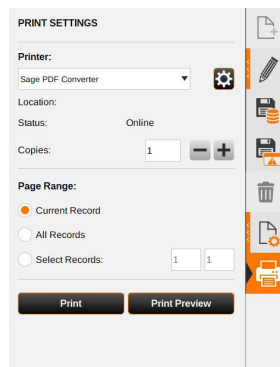 PRINT SETTINGS
Printer:
Sage PDF Converter
Location:
Status: Online
Copies: 1
Page Range:
Current Record
All Records
Select Records: 1 1
Print Print Preview